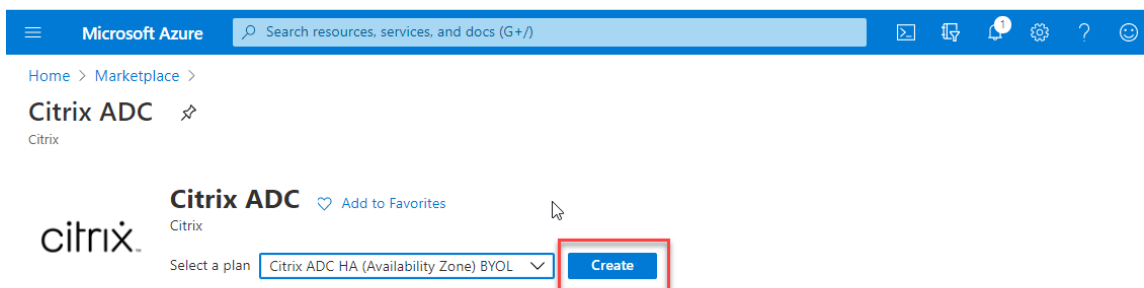 Microsoft Azure
Search resources, services, and docs (G+/)
1
Home > Marketplace >
Citrix ADC
Citrix
citrix.
Citrix ADC
Add to Favorites
Citrix
Select a plan
Citrix ADC HA (Availability Zone) BYOL
Create